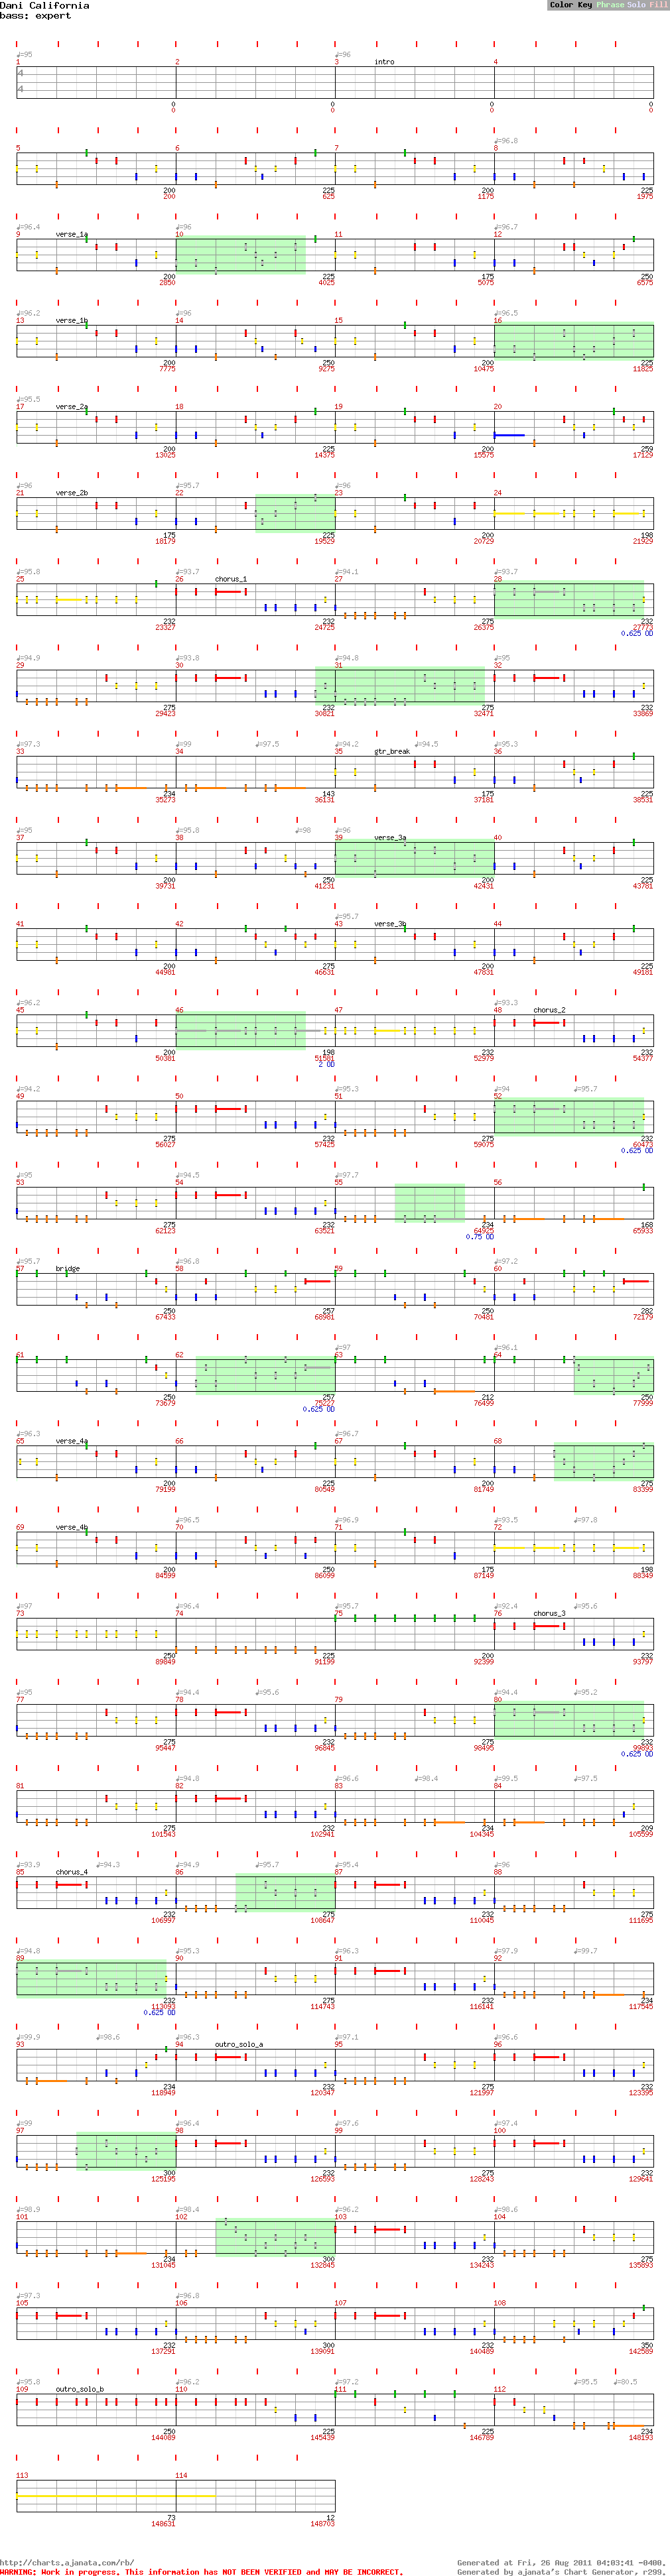 Dani California
Color Key Phrase Solo Fill
bass: expert
♩=95 ♩=96
1 2 3 intro 4
4
4
0 0 0 0
0 0 0 0
♩=96.8
5 6 7 8
200 225 200 225
200 625 1175 1975
♩=96.4 ♩=96 ♩=96.7
9 verse_1a 10 11 12
200 225 175 250
2850 4025 5075 6575
♩=96.2 ♩=96 ♩=96.5
13 verse_1b 14 15 16
200 250 200 225
7775 9275 10475 11825
♩=95.5
17 verse_2a 18 19 20
200 225 200 259
13025 14375 15575 17129
♩=96 ♩=95.7 ♩=96
21 verse_2b 22 23 24
175 225 200 198
18179 19529 20729 21929
♩=95.8 ♩=93.7 ♩=94.1 ♩=93.7
25 26 chorus_1 27 28
232 232 275 232
23327 24725 26375 27773
0.625 OD
♩=94.9 ♩=93.8 ♩=94.8 ♩=95
29 30 31 32
275 232 275 232
29423 30821 32471 33869
♩=97.3 ♩=99 ♩=97.5 ♩=94.2 ♩=94.5 ♩=95.3
33 34 35 gtr_break 36
234 143 175 225
35273 36131 37181 38531
♩=95 ♩=95.8 ♩=98 ♩=96
37 38 39 verse_3a 40
200 250 200 225
39731 41231 42431 43781
♩=95.7
41 42 43 verse_3b 44
200 275 200 225
44981 46631 47831 49181
♩=96.2 ♩=93.3
45 46 47 48 chorus_2
200 198 232 232
50381 51581 52979 54377
2 OD
♩=94.2 ♩=95.3 ♩=94 ♩=95.7
49 50 51 52
275 232 275 232
56027 57425 59075 60473
0.625 OD
♩=95 ♩=94.5 ♩=97.7
53 54 55 56
275 232 234 168
62123 63521 64925 65933
0.75 OD
♩=95.7 ♩=96.8 ♩=97.2
57 bridge 58 59 60
250 257 250 282
67433 68981 70481 72179
♩=97 ♩=96.1
61 62 63 64
250 257 212 250
73679 75227 76499 77999
0.625 OD
♩=96.3 ♩=96.7
65 verse_4a 66 67 68
200 225 200 275
79199 80549 81749 83399
♩=96.5 ♩=93.5 ♩=97.8
69 verse_4b 70 71 72
200 250 175 198
84599 86099 87149 88349
♩=97 ♩=96.4 ♩=95.7 ♩=92.4 ♩=95.6
73 74 75 76 chorus_3
250 225 200 232
89849 91199 92399 93797
♩=95 ♩=94.4 ♩=95.6 ♩=94.4 ♩=95.2
77 78 79 80
275 232 275 232
95447 96845 98495 99893
0.625 OD
♩=94.8 ♩=96.6 ♩=98.4 ♩=99.5 ♩=97.5
81 82 83 84
275 232 234 209
101543 102941 104345 105599
♩=93.9 ♩=94.3 ♩=94.9 ♩=95.7 ♩=95.4 ♩=96
85 chorus_4 86 87 88
232 275 232 275
106997 108647 110045 111695
♩=94.8 ♩=95.3 ♩=96.3 ♩=97.9 ♩=99.7
89 90 91 92
232 275 232 234
113093 114743 116141 117545
0.625 OD
♩=99.9 ♩=98.6 ♩=96.3 ♩=97.1 ♩=96.6
93 94 outro_solo_a 95 96
234 232 275 232
118949 120347 121997 123395
♩=99 ♩=96.4 ♩=97.6 ♩=97.4
97 98 99 100
300 232 275 232
125195 126593 128243 129641
♩=98.9 ♩=98.4 ♩=96.2 ♩=98.6
101 102 103 104
234 300 232 275
131045 132845 134243 135893
♩=97.3 ♩=96.8
105 106 107 108
232 300 232 350
137291 139091 140489 142589
♩=95.8 ♩=96.2 ♩=97.2 ♩=95.5 ♩=80.5
109 outro_solo_b 110 111 112
250 225 225 234
144089 145439 146789 148193
113 114
73 12
148631 148703
http://charts.ajanata.com/rb/ Generated at Fri, 26 Aug 2011 04:03:41 -0400.
WARNING: Work in progress. This information has NOT BEEN VERIFIED and MAY BE INCORRECT. Generated by ajanata's Chart Generator, r299.